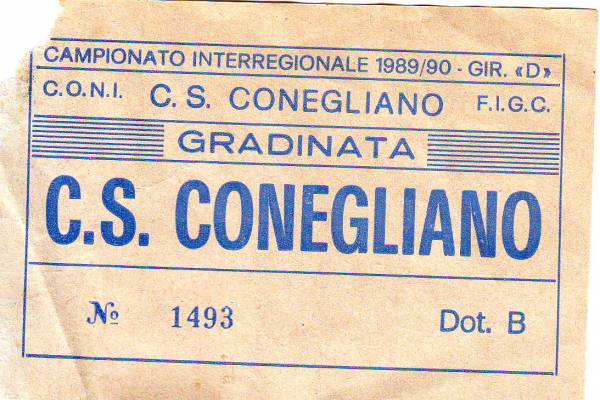 CAMPIONATO INTERREGIONALE 1989/90 - GIR. «D»
C.O.N.I. C. S. CONEGLIANO F.I.G.C.
GRADINATA
C.S. CONEGLIANO
№ 1493 Dot. B